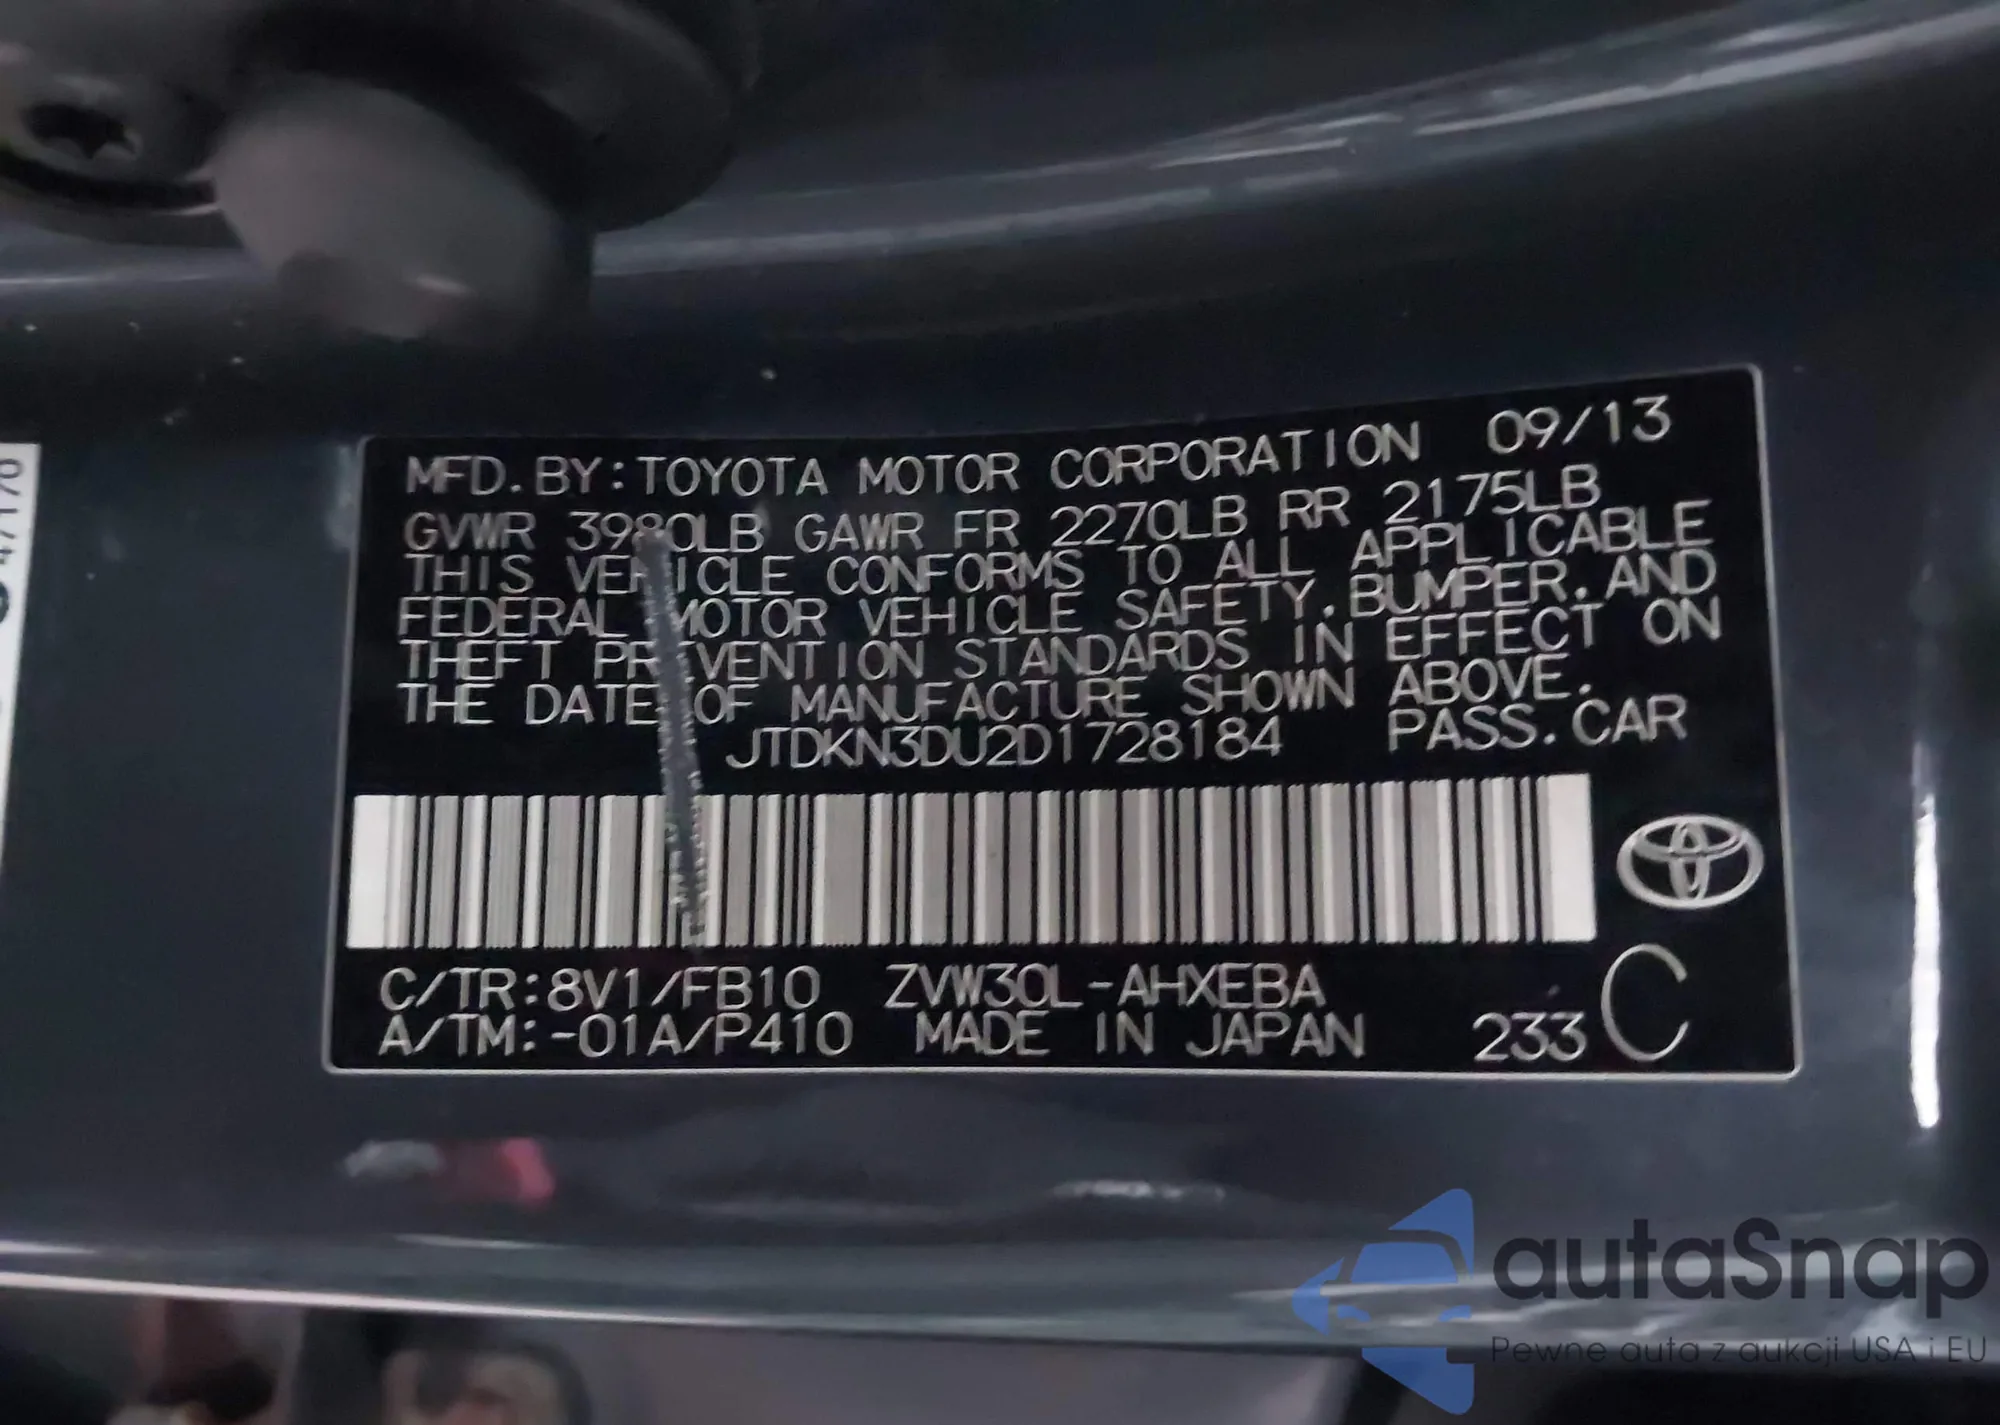 MFD. BY: TOYOTA MOTOR CORPORATION 09/13
GVWR 3980LB GAWR FR 2270LB RR 2175LB
THIS VEHICLE CONFORMS TO ALL APPLICABLE
FEDERAL MOTOR VEHICLE SAFETY, BUMPER, AND
THEFT PREVENTION STANDARDS IN EFFECT ON
THE DATE OF MANUFACTURE SHOWN ABOVE.
JTDKN3DU2D1728184 PASS. CAR
C/TR: 8V1/FB10 ZVW30L-AHXEBA
A/TM: -01A/P410 MADE IN JAPAN 233 C
autaSnap
Pewne auta z aukcji USA i EU